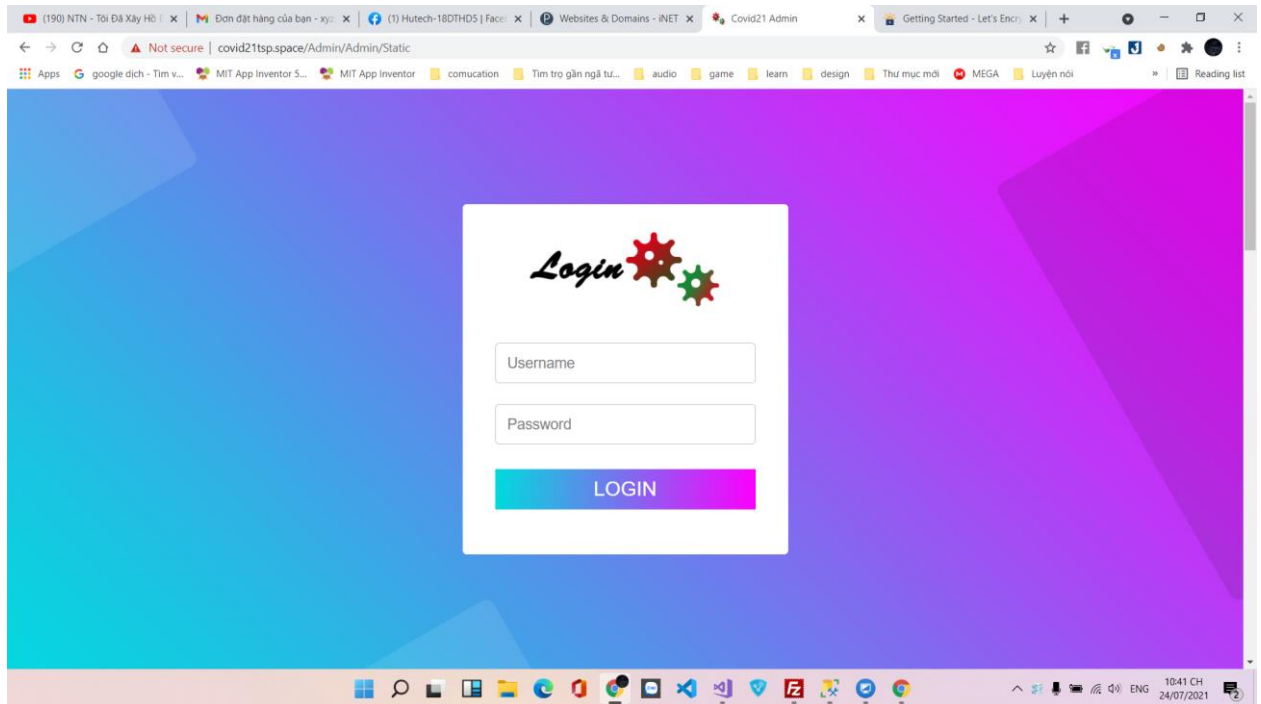 (190) NTN - Tôi Đã Xây Hồ
Đơn đặt hàng của bạn - xyz
(1) Hutech-18DTHD5 | Face
Websites & Domains - iNET
Covid21 Admin
Getting Started - Let's Encr
Not secure | covid21tsp.space/Admin/Admin/Static
Apps
google dịch - Tìm v...
MIT App Inventor 5...
MIT App Inventor
comucation
Tim trọ gần ngã tư...
audio
game
learn
design
Thư mục mới
MEGA
Luyện nói
»
Reading list
Login
Username
Password
LOGIN
ENG
10:41 CH
24/07/2021
2